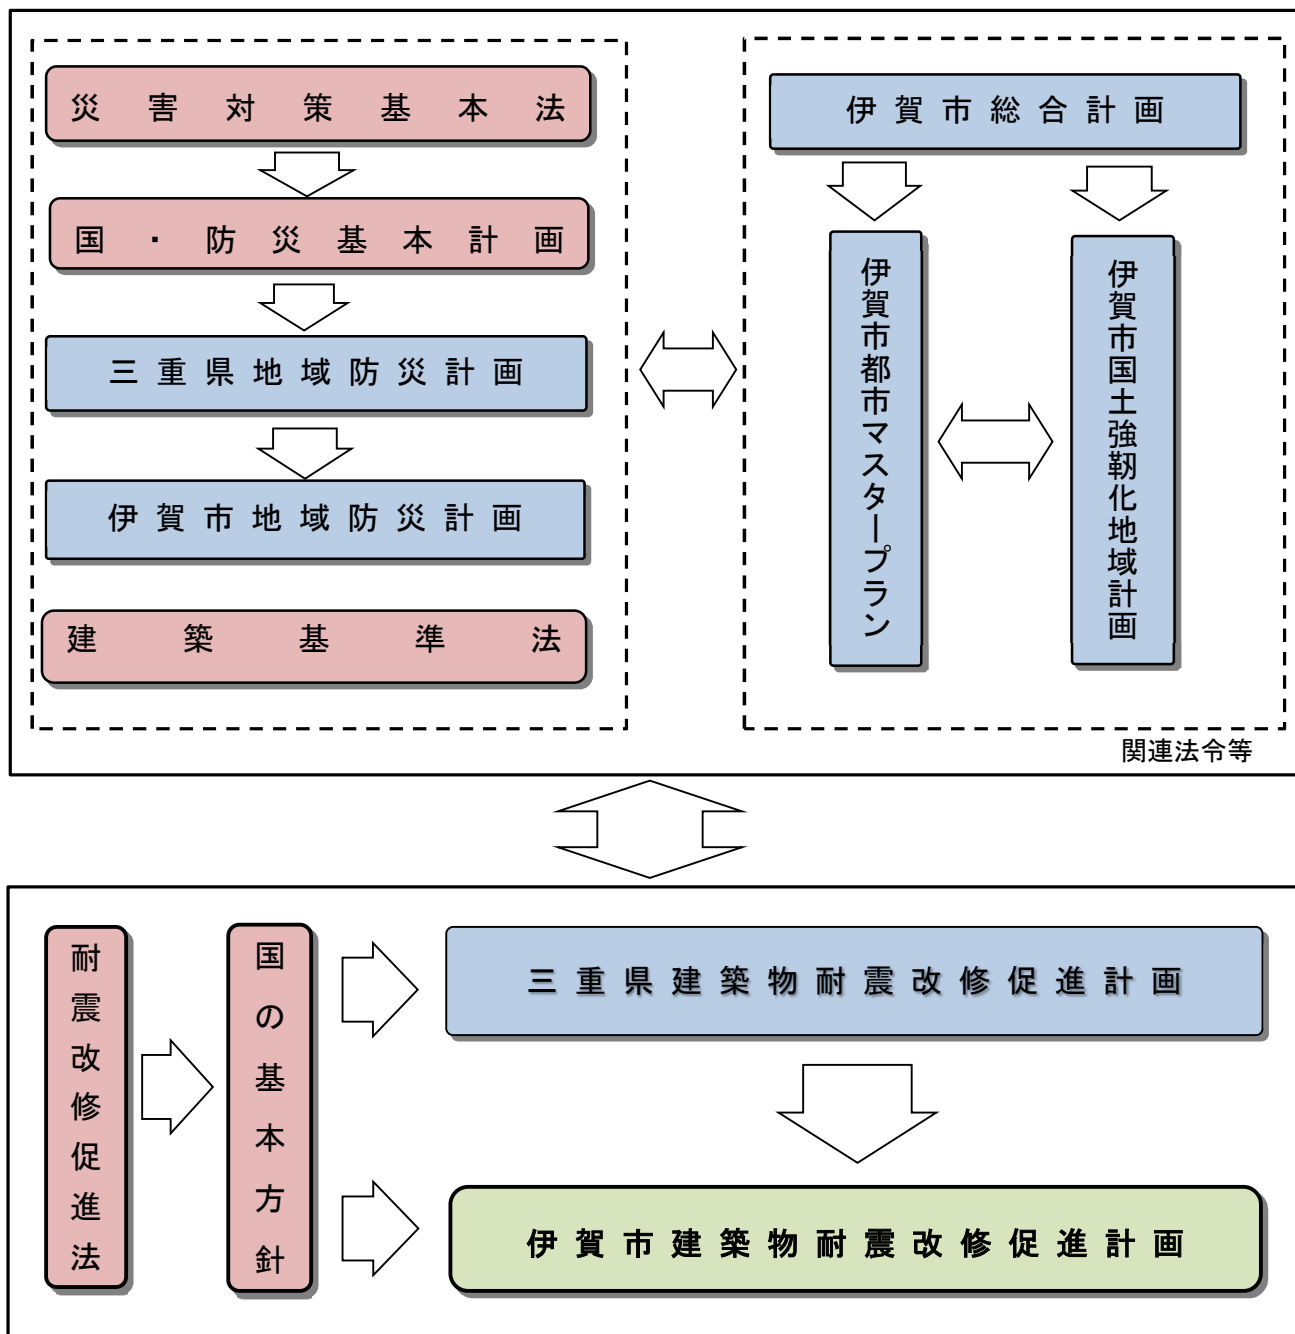 災害対策基本法
国・防災基本計画
三重県地域防災計画
伊賀市地域防災計画
建築基準法
伊賀市総合計画
伊賀市都市マスタープラン
伊賀市国土強靭化地域計画
関連法令等
耐震改修促進法
国の基本方針
三重県建築物耐震改修促進計画
伊賀市建築物耐震改修促進計画